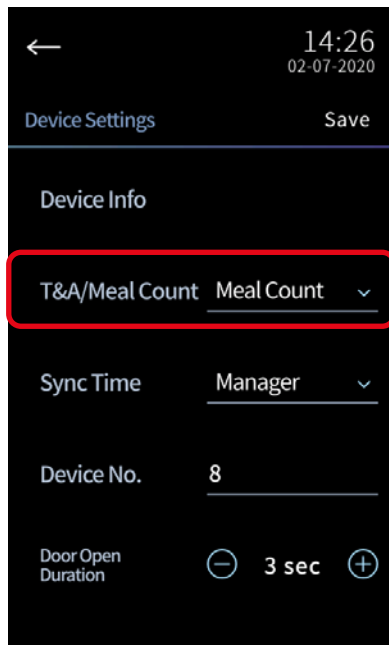 14:26
02-07-2020
Device Settings Save
Device Info
T&A/Meal Count Meal Count
Sync Time Manager
Device No. 8
Door Open
Duration
3 sec